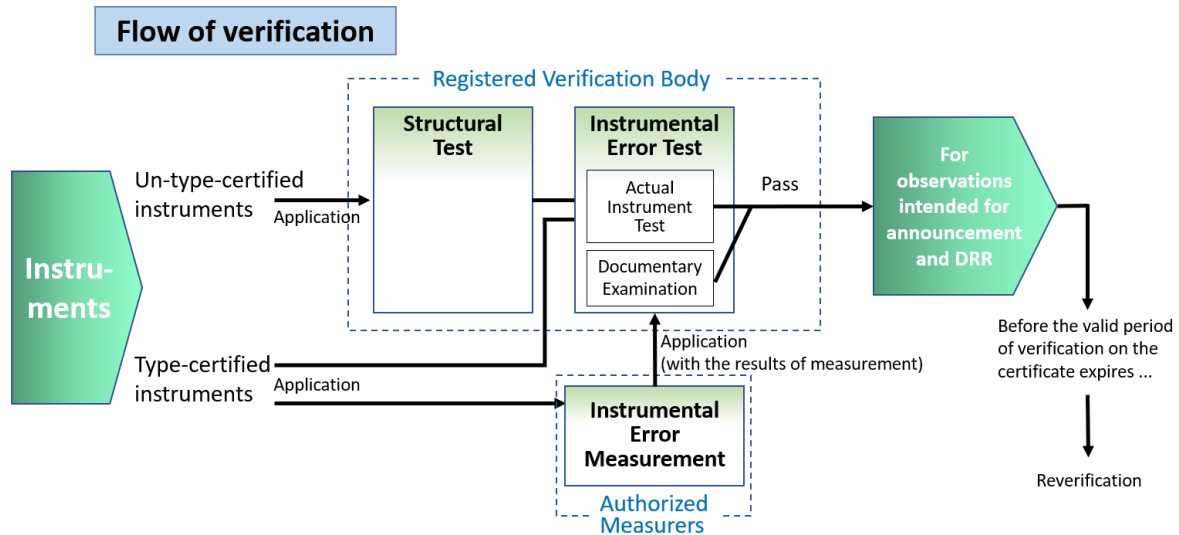 Flow of verification
Registered Verification Body
Structural
Test
Instrumental
Error Test
Actual
Instrument
Test
Documentary
Examination
Pass
For
observations
intended for
announcement
and DRR
Un-type-certified
instruments
Application
Instru-
ments
Type-certified
instruments
Application
Application
(with the results of measurement)
Instrumental
Error
Measurement
Authorized
Measurers
Before the valid period
of verification on the
certificate expires ...
Reverification